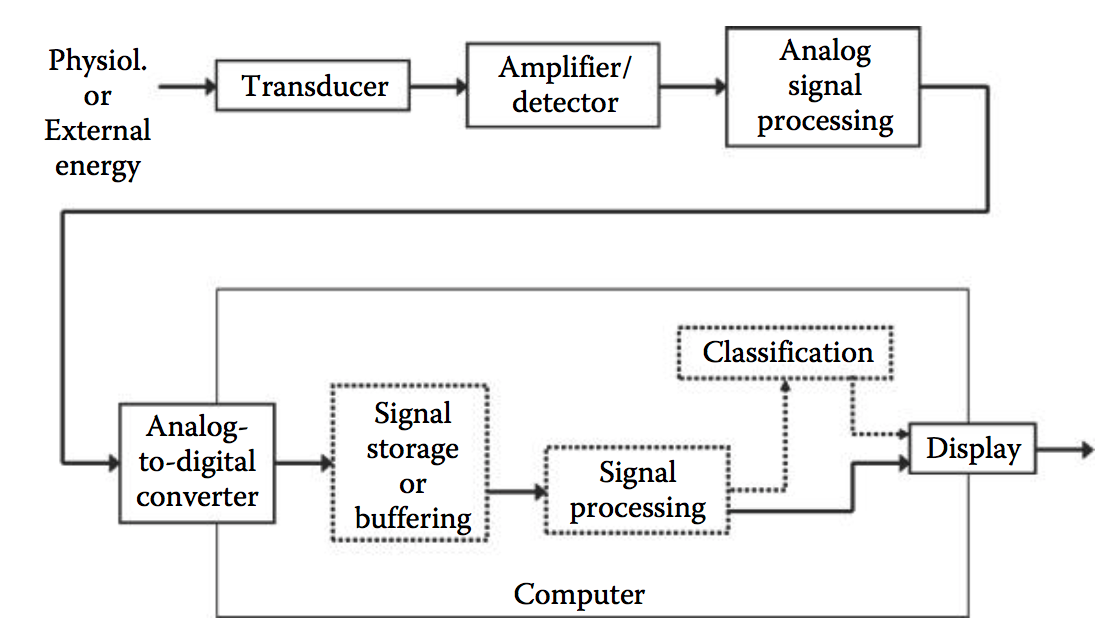 Physiol.
or
External
energy
Transducer
Amplifier/
detector
Analog
signal
processing
Analog-
to-digital
converter
Signal
storage
or
buffering
Signal
processing
Classification
Display
Computer